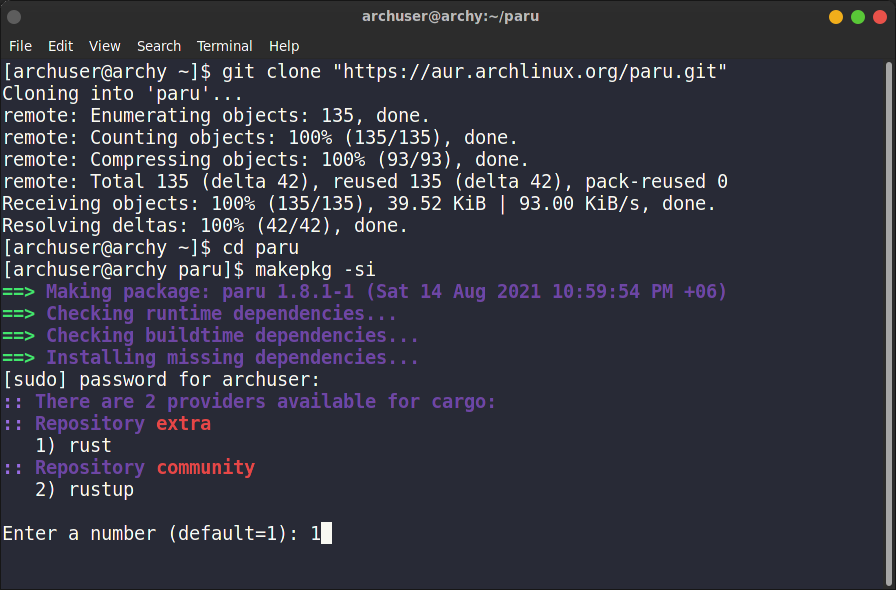 archuser@archy:~/paru
File Edit View Search Terminal Help
[archuser@archy ~]$ git clone "https://aur.archlinux.org/paru.git"
Cloning into 'paru'...
remote: Enumerating objects: 135, done.
remote: Counting objects: 100% (135/135), done.
remote: Compressing objects: 100% (93/93), done.
remote: Total 135 (delta 42), reused 135 (delta 42), pack-reused 0
Receiving objects: 100% (135/135), 39.52 KiB | 93.00 KiB/s, done.
Resolving deltas: 100% (42/42), done.
[archuser@archy ~]$ cd paru
[archuser@archy paru]$ makepkg -si
==> Making package: paru 1.8.1-1 (Sat 14 Aug 2021 10:59:54 PM +06)
==> Checking runtime dependencies...
==> Checking buildtime dependencies...
==> Installing missing dependencies...
[sudo] password for archuser:
:: There are 2 providers available for cargo:
:: Repository extra
   1) rust
:: Repository community
   2) rustup
Enter a number (default=1): 1